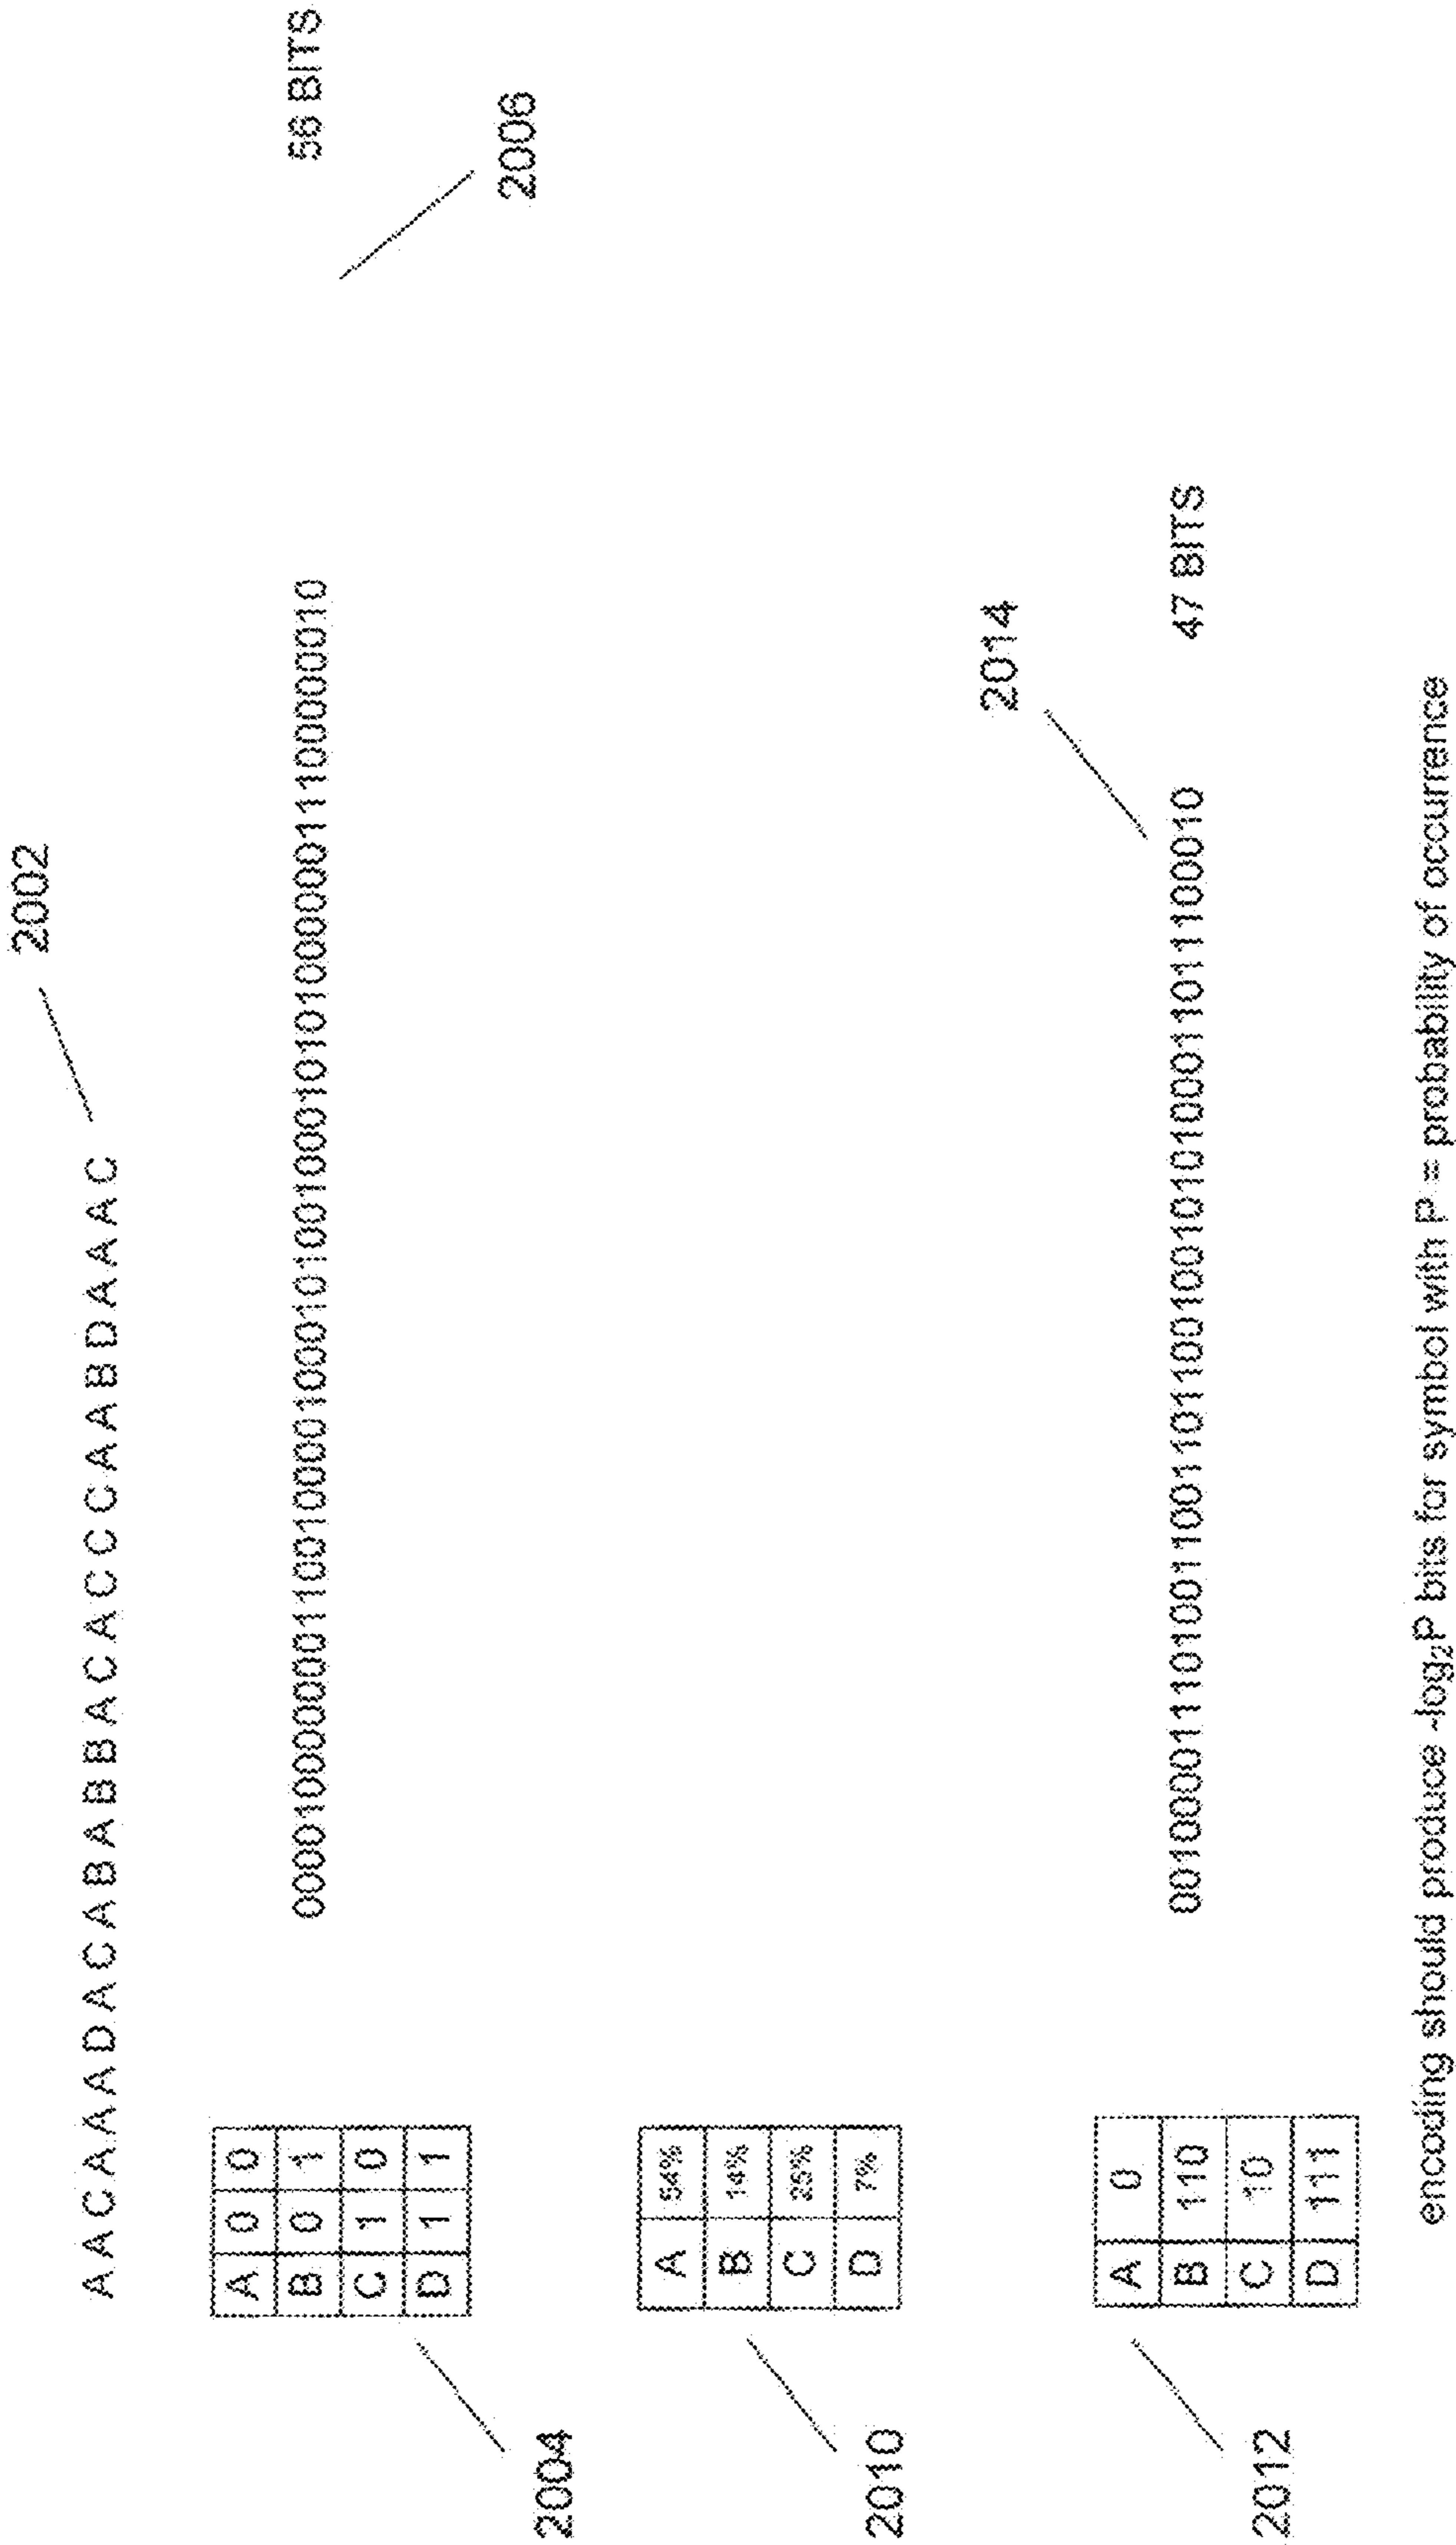 2002
A A C A A A D A C A B A B B A C A C C C A A B D A A A C
A 0 0
B 0 1
C 1 0
D 1 1
2004
00001000000011001000010001010010001010100000011100000010
56 BITS
2006
A 54%
B 14%
C 25%
D 7%
2010
2014
A 0
B 110
C 10
D 111
2012
00100001110100110011011001001010100011011100010
47 BITS
encoding should produce -log₂P bits for symbol with P = probability of occurrence